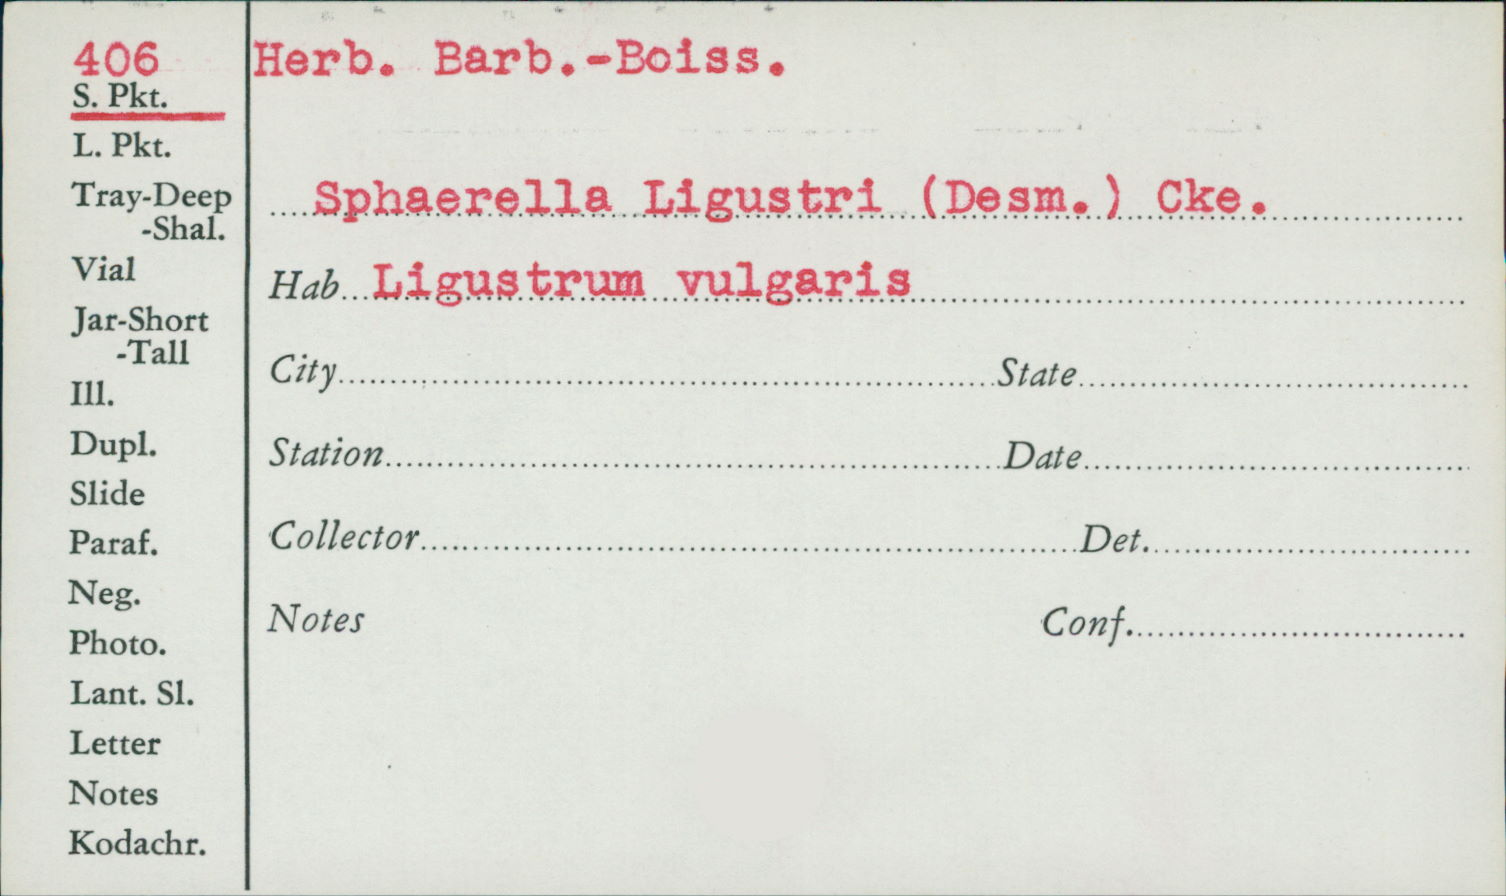 406
S. Pkt.
L. Pkt.
Tray-Deep
-Shal.
Vial
Jar-Short
-Tall
Ill.
Dupl.
Slide
Paraf.
Neg.
Photo.
Lant. Sl.
Letter
Notes
Kodachr.
Herb. Barb.-Boiss.
Sphaerella Ligustri (Desm.) Cke.
Hab. Ligustrum vulgaris
City State
Station Date
Collector Det.
Notes Conf.